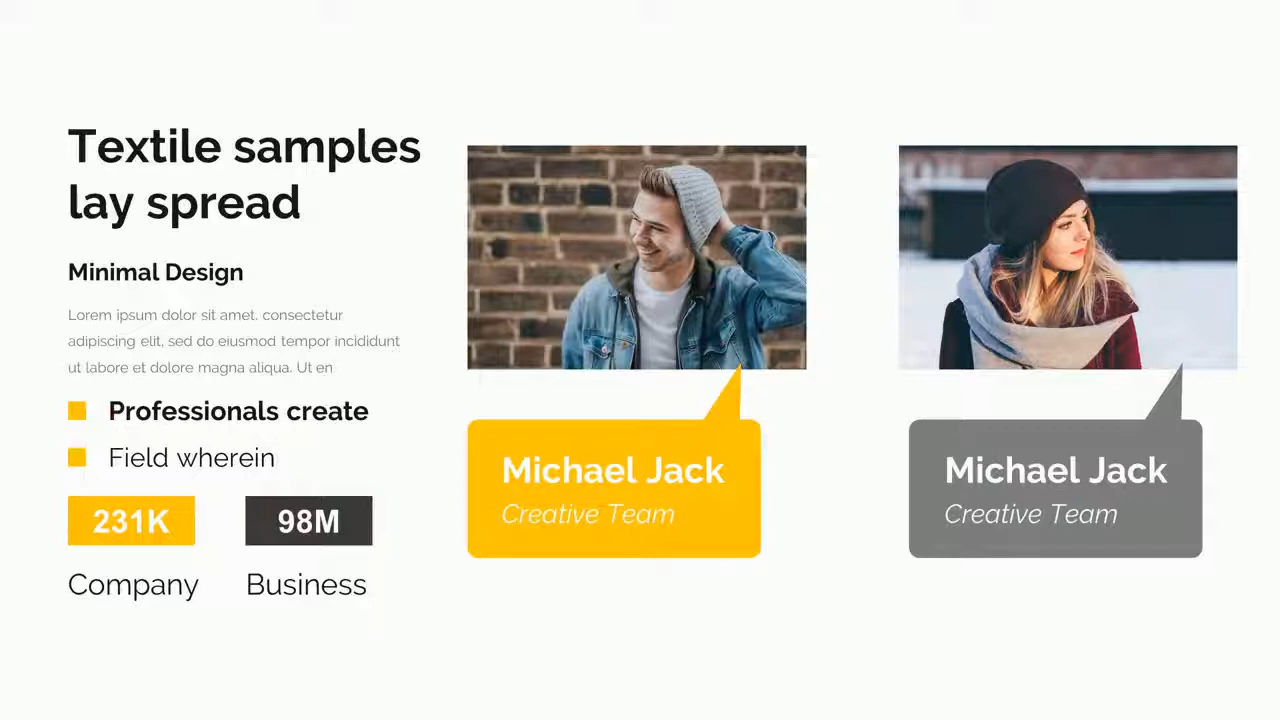 Textile samples
lay spread
Minimal Design
Lorem ipsum dolor sit amet. consectetur
adipiscing elit, sed do eiusmod tempor incididunt
ut labore et dolore magna aliqua. Ut en
Professionals create
Field wherein
231K
98M
Company
Business
Michael Jack
Creative Team
Michael Jack
Creative Team